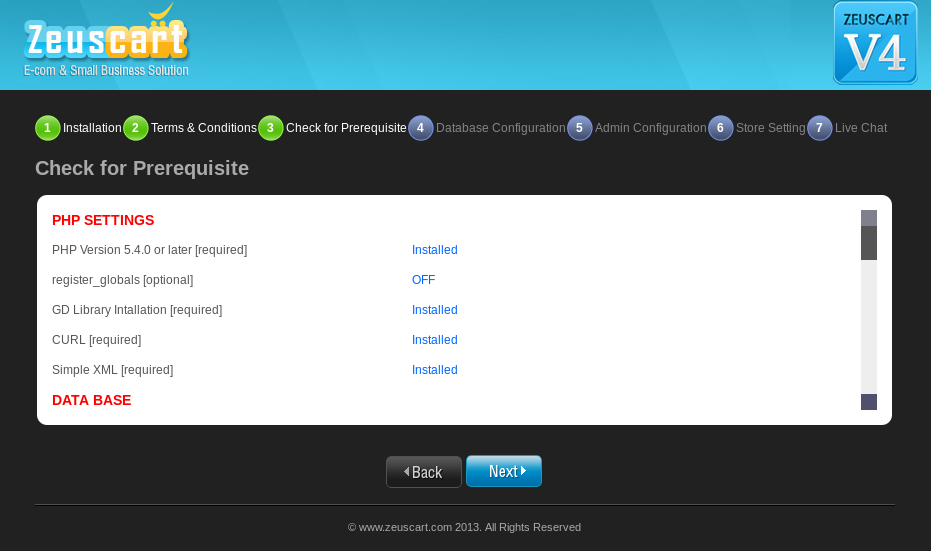 Zeuscart
E-com & Small Business Solution
ZEUSCART
V4
1 Installation 2 Terms & Conditions 3 Check for Prerequisite 4 Database Configuration 5 Admin Configuration 6 Store Setting 7 Live Chat
Check for Prerequisite
PHP SETTINGS
PHP Version 5.4.0 or later [required] Installed
register_globals [optional] OFF
GD Library Intallation [required] Installed
CURL [required] Installed
Simple XML [required] Installed
DATA BASE
Back Next
© www.zeuscart.com 2013. All Rights Reserved